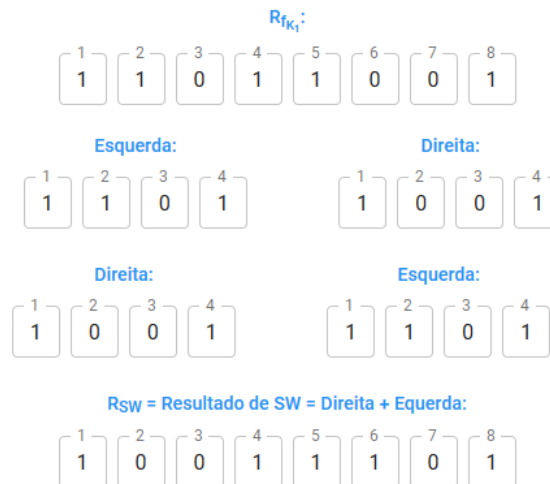 R_{f_{K_1}}:
1 2 3 4 5 6 7 8
1 1 0 1 1 0 0 1
Esquerda: Direita:
1 2 3 4 1 2 3 4
1 1 0 1 1 0 0 1
Direita: Esquerda:
1 2 3 4 1 2 3 4
1 0 0 1 1 1 0 1
R_{SW} = Resultado de SW = Direita + Equerda:
1 2 3 4 5 6 7 8
1 0 0 1 1 1 0 1